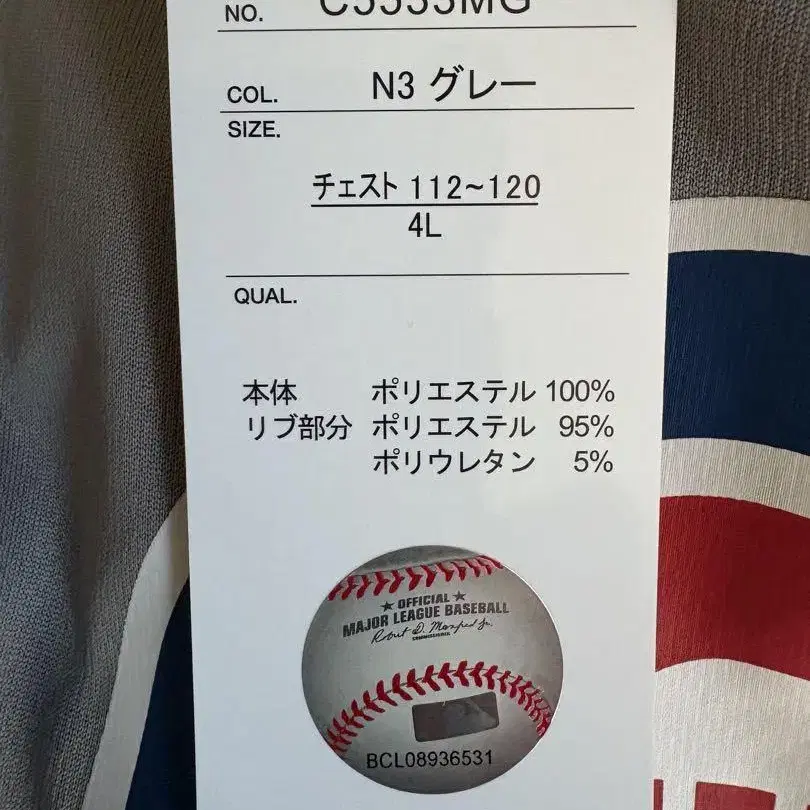 NO.
COL. N3 グレー
SIZE.
チェスト 112~120
4L
QUAL.
本体 ポリエステル 100%
リブ部分 ポリエステル 95%
ポリウレタン 5%
★ OFFICIAL ★
MAJOR LEAGUE BASEBALL
COMMISSIONER
BCL08936531